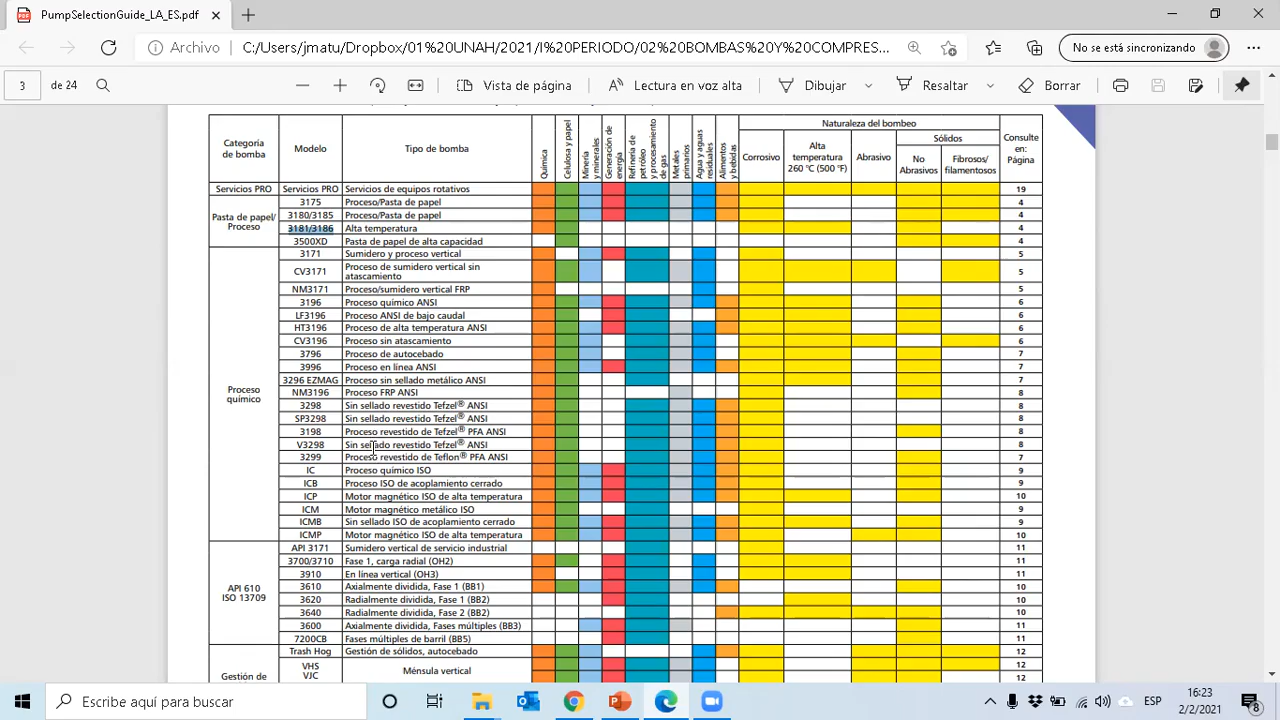 PumpSelectionGuide_LA_ES.pdf
Archivo C:/Users/jmatu/Dropbox/01%20UNAH/2021/I%20PERIODO/02%20BOMBAS%20Y%20COMPRES... No se está sincronizando
3 de 24 Vista de página Lectura en voz alta Dibujar Resaltar Borrar
Categoría de bomba
Modelo
Tipo de bomba
Química
Celulosa y papel
Minería y minerales
Generación de energía
Refinería de petróleo y procesamiento de gas
Metales primarios
Agua y aguas residuales
Alimentos y bebidas
Naturaleza del bombeo
Corrosivo
Alta temperatura 260 °C (500 °F)
Abrasivo
Sólidos
No Abrasivos
Fibrosos/ filamentosos
Consulte en: Página
Servicios PRO Servicios PRO Servicios de equipos rotativos 19
Pasta de papel/ Proceso
3175 Proceso/Pasta de papel 4
3180/3185 Proceso/Pasta de papel 4
3181/3186 Alta temperatura 4
3500XD Pasta de papel de alta capacidad 4
Proceso químico
3171 Sumidero y proceso vertical 5
CV3171 Proceso de sumidero vertical sin atascamiento 5
NM3171 Proceso/sumidero vertical FRP 5
3196 Proceso químico ANSI 6
LF3196 Proceso ANSI de bajo caudal 6
HT3196 Proceso de alta temperatura ANSI 6
CV3196 Proceso sin atascamiento 6
3796 Proceso de autocebado 7
3996 Proceso en línea ANSI 7
3296 EZMAG Proceso sin sellado metálico ANSI 7
NM3196 Proceso FRP ANSI 8
3298 Sin sellado revestido Tefzel® ANSI 8
SP3298 Sin sellado revestido Tefzel® ANSI 8
3198 Proceso revestido de Tefzel® PFA ANSI 8
V3298 Sin sellado revestido Tefzel® ANSI 8
3299 Proceso revestido de Teflon® PFA ANSI 7
IC Proceso químico ISO 9
ICB Proceso ISO de acoplamiento cerrado 9
ICP Motor magnético ISO de alta temperatura 10
ICM Motor magnético metálico ISO 9
ICMB Sin sellado ISO de acoplamiento cerrado 9
ICMP Motor magnético ISO de alta temperatura 10
API 610 ISO 13709
API 3171 Sumidero vertical de servicio industrial 11
3700/3710 Fase 1, carga radial (OH2) 11
3910 En línea vertical (OH3) 11
3610 Axialmente dividida, Fase 1 (BB1) 10
3620 Radialmente dividida, Fase 1 (BB2) 10
3640 Radialmente dividida, Fase 2 (BB2) 10
3600 Axialmente dividida, Fases múltiples (BB3) 11
7200CB Fases múltiples de barril (BB5) 11
Gestión de
Trash Hog Gestión de sólidos, autocebado 12
VHS Ménsula vertical 12
VJC 12
Escribe aquí para buscar
ESP 16:23
2/2/2021
8